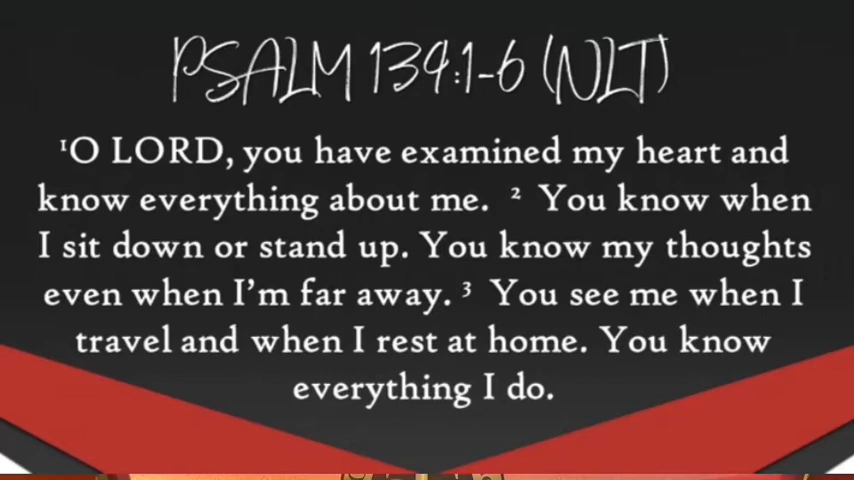 PSALM 139:1-6 (NLT)
¹O LORD, you have examined my heart and
know everything about me. ² You know when
I sit down or stand up. You know my thoughts
even when I'm far away. ³ You see me when I
travel and when I rest at home. You know
everything I do.